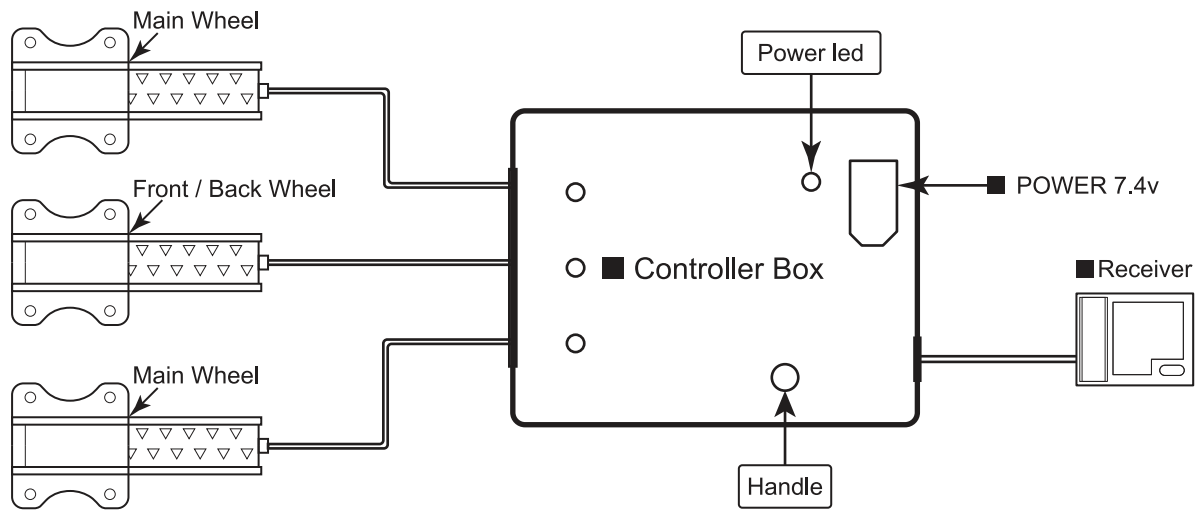 Main Wheel
Power led
Front / Back Wheel
POWER 7.4v
Controller Box
Receiver
Main Wheel
Handle